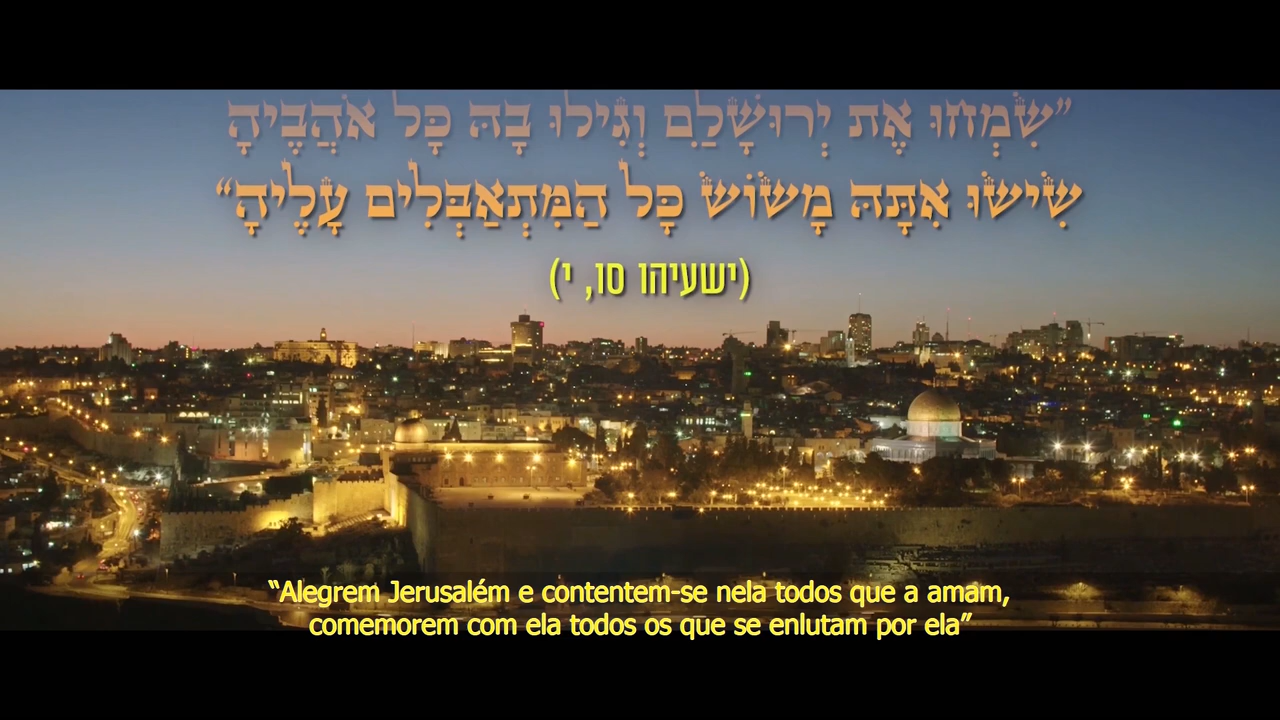 "שִׂמְחוּ אֶת יְרוּשָׁלִַם וְגִילוּ בָהּ כָּל אֹהֲבֶיהָ
שִׂישׂוּ אִתָּהּ מָשׂוֹשׂ כָּל הַמִּתְאַבְּלִים עָלֶיהָ"
(ישעיהו סו, י)
“Alegrem Jerusalém e contentem-se nela todos que a amam,
comemorem com ela todos os que se enlutam por ela”